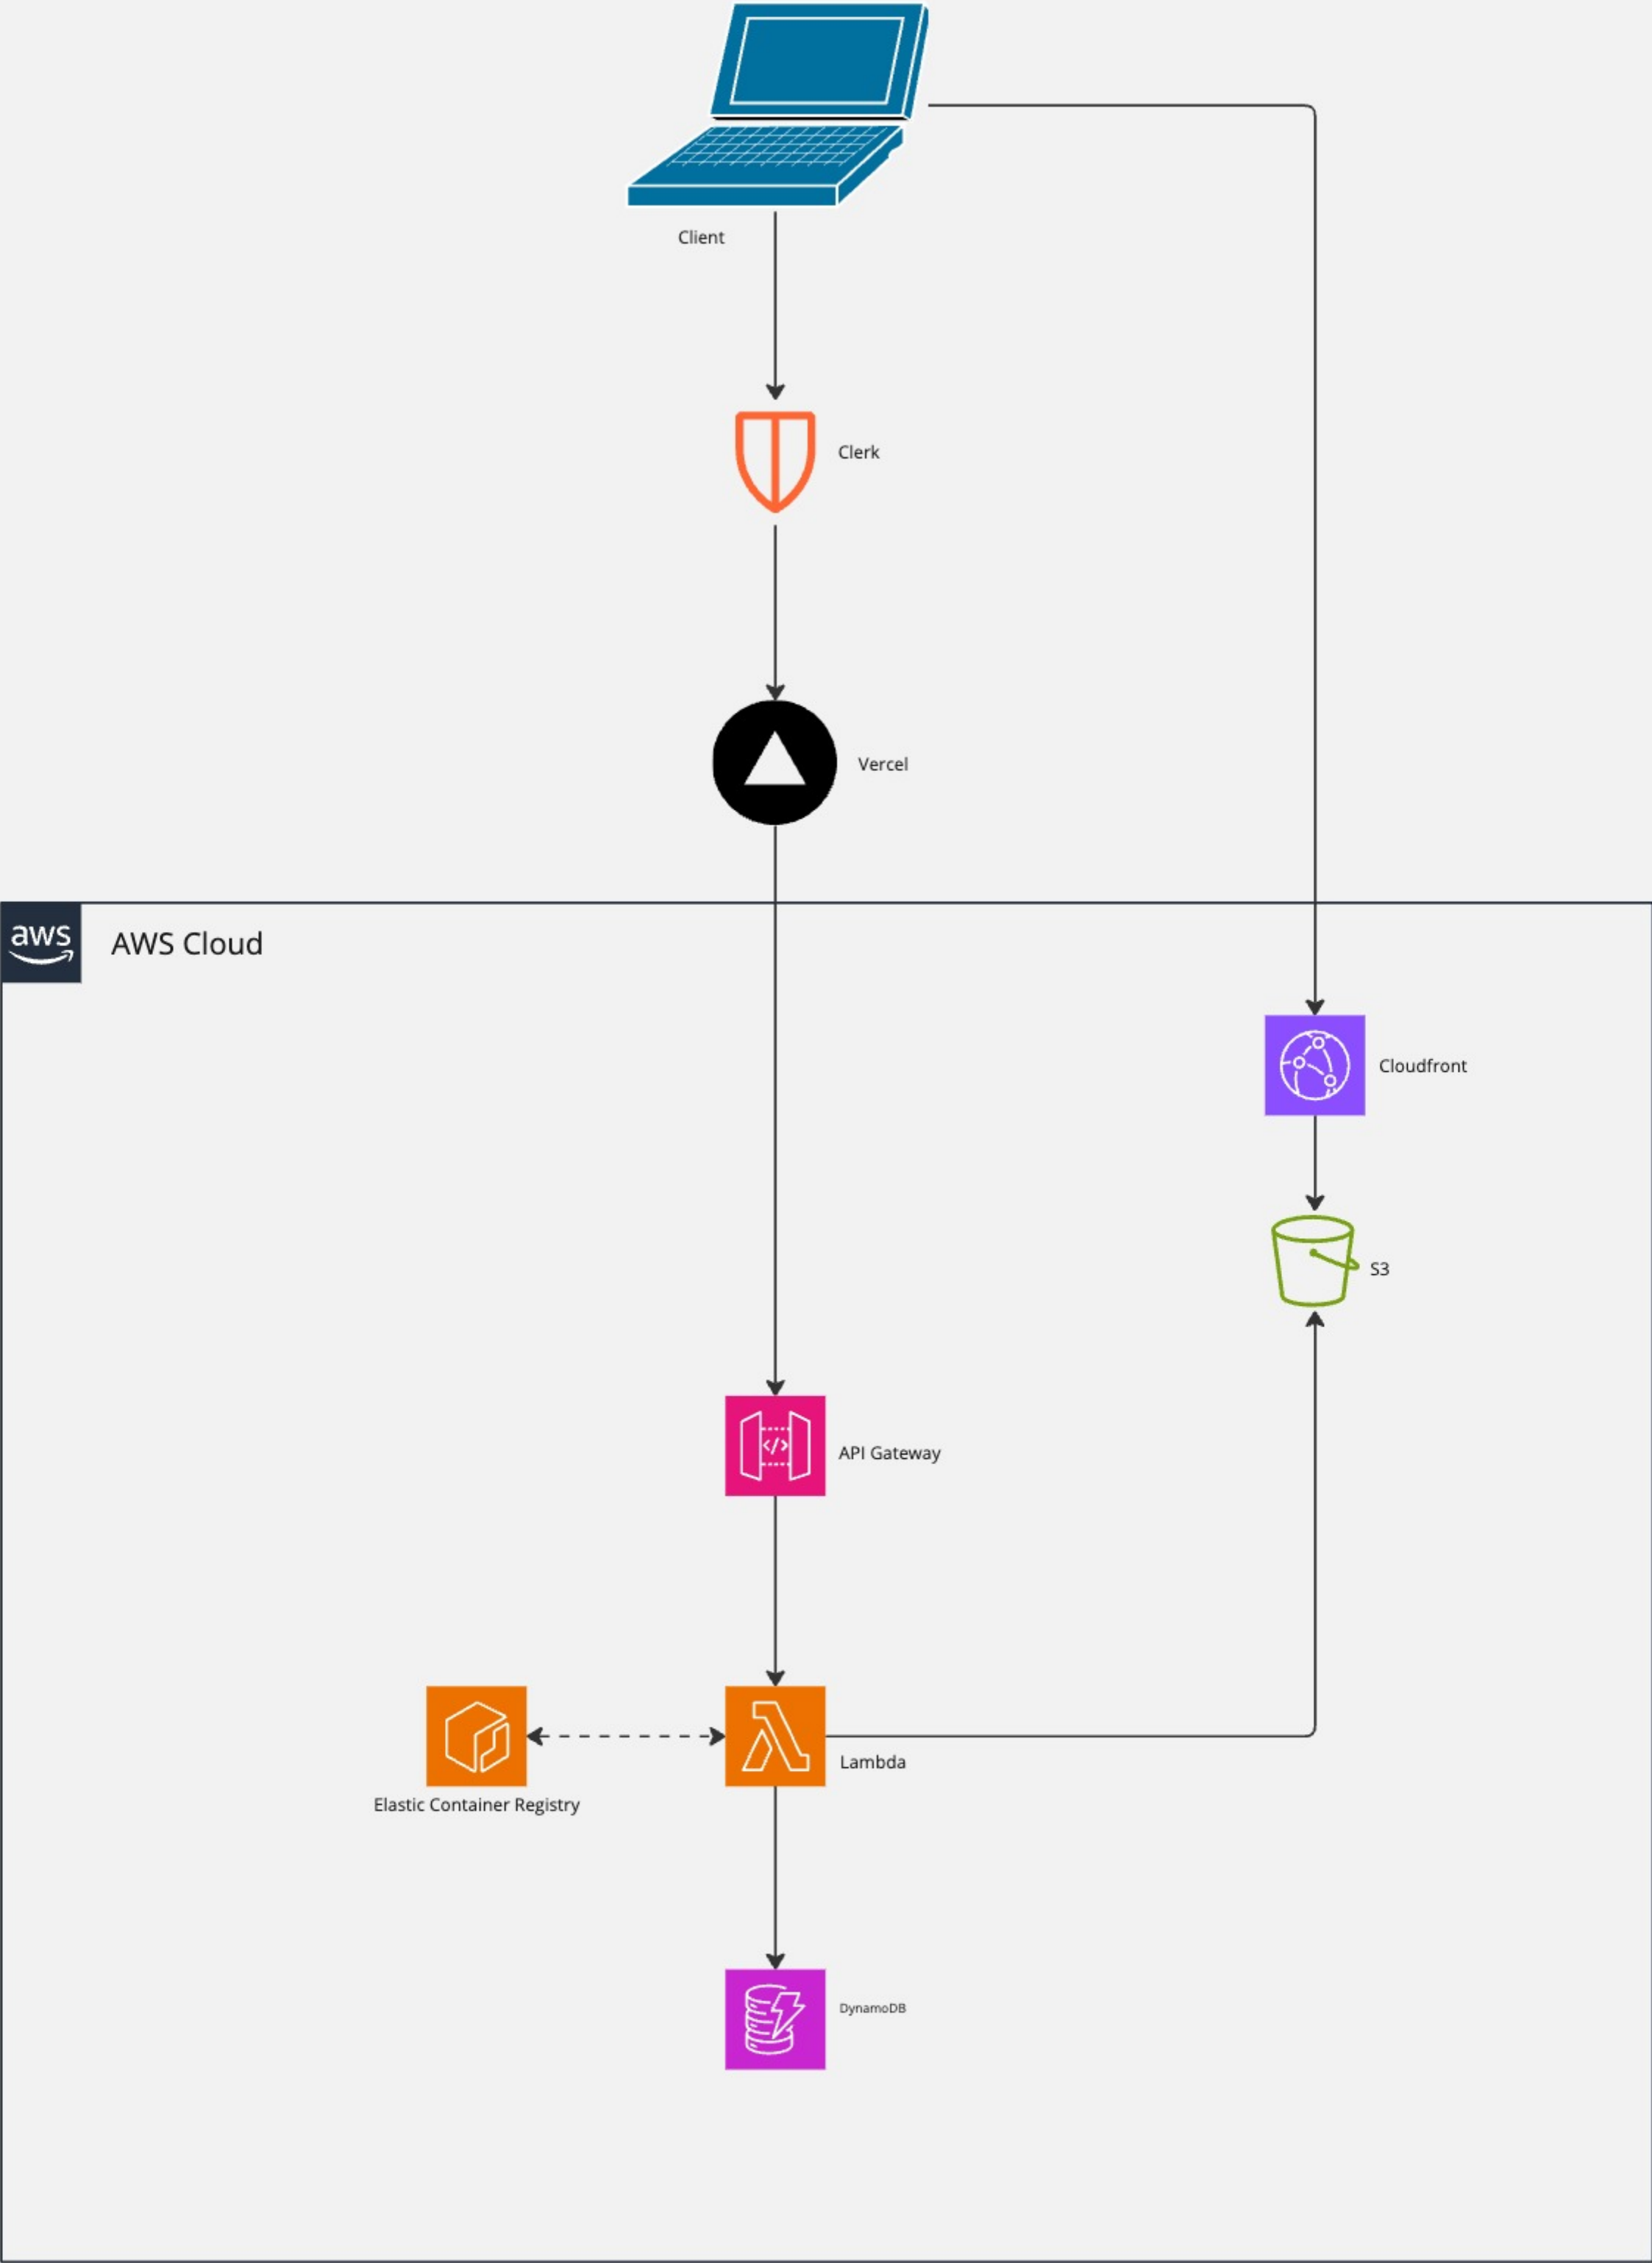 Client
Clerk
Vercel
aws
AWS Cloud
Cloudfront
S3
</>
API Gateway
Lambda
Elastic Container Registry
DynamoDB